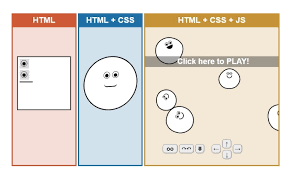 HTML
HTML + CSS
HTML + CSS + JS
Click here to PLAY!